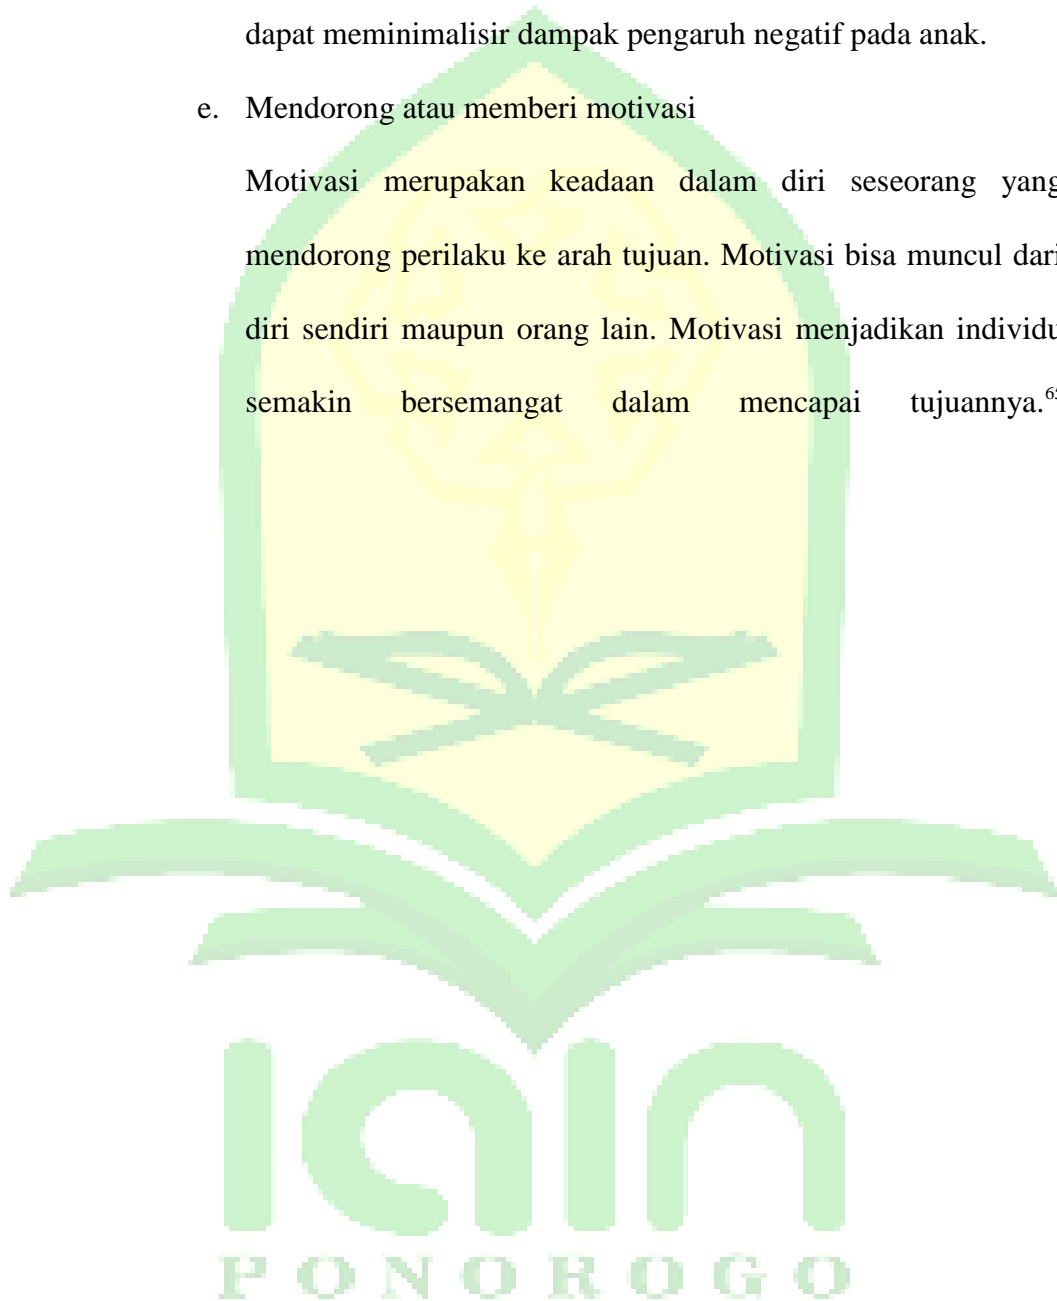 dapat meminimalisir dampak pengaruh negatif pada anak.
e. Mendorong atau memberi motivasi
Motivasi merupakan keadaan dalam diri seseorang yang
mendorong perilaku ke arah tujuan. Motivasi bisa muncul dari
diri sendiri maupun orang lain. Motivasi menjadikan individu
semakin bersemangat dalam mencapai tujuannya.65
iain
PONOROGO